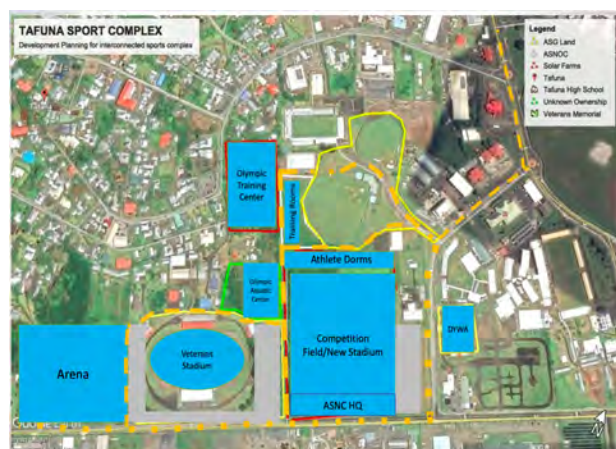 TAFUNA SPORT COMPLEX
Development Planning for interconnected sports complex
Legend
ASG Land
ASNOC
Solar Farms
Tafuna
Tafuna High School
Unknown Ownership
Veterans Memorial
Olympic
Training
Center
Training Rooms
Athlete Dorms
Olympic
Aquatic
Center
DYWA
Veterans
Stadium
Competition
Field/New Stadium
Arena
ASNC HQ
Google Earth
N